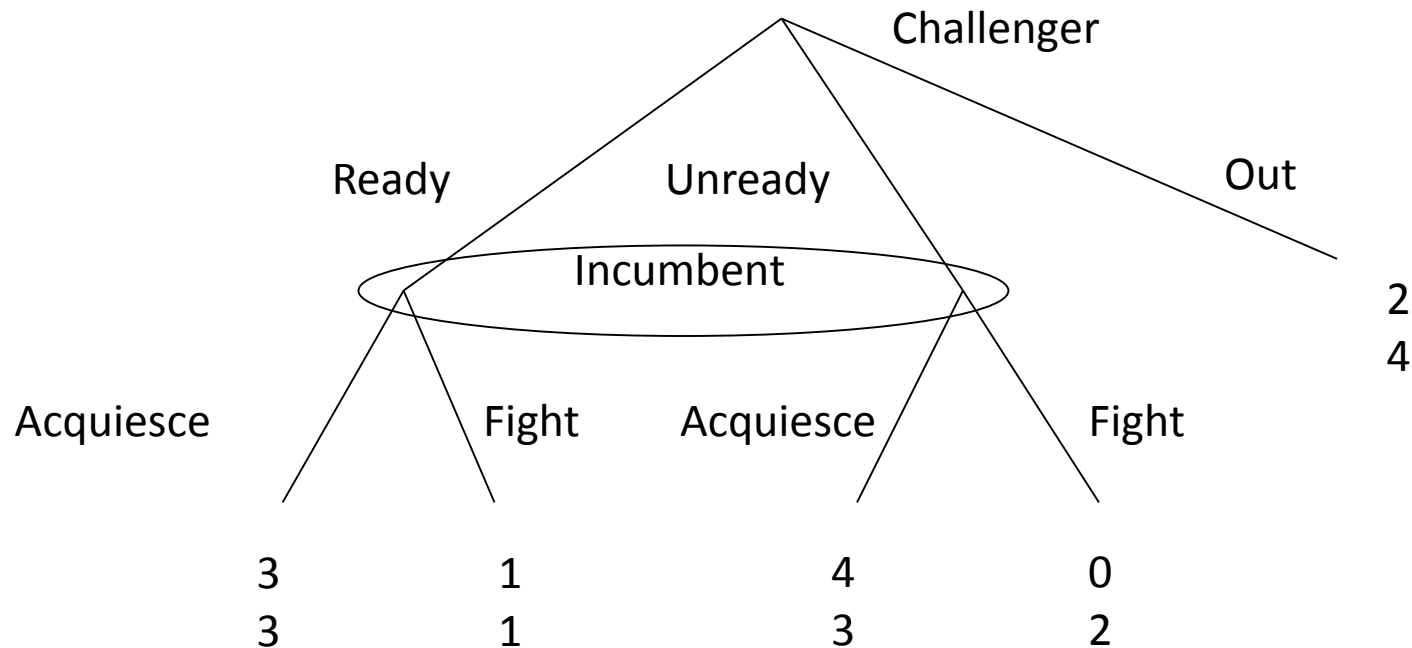 Challenger
Ready Unready Out
Incumbent
2
4
Acquiesce Fight Acquiesce Fight
3 1 4 0
3 1 3 2